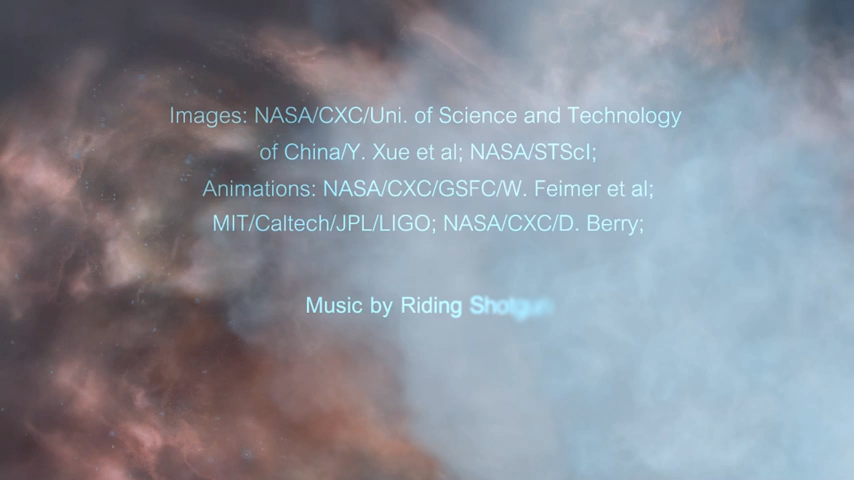 Images: NASA/CXC/Uni. of Science and Technology
of China/Y. Xue et al; NASA/STScI;
Animations: NASA/CXC/GSFC/W. Feimer et al;
MIT/Caltech/JPL/LIGO; NASA/CXC/D. Berry;
Music by Riding Shotgun